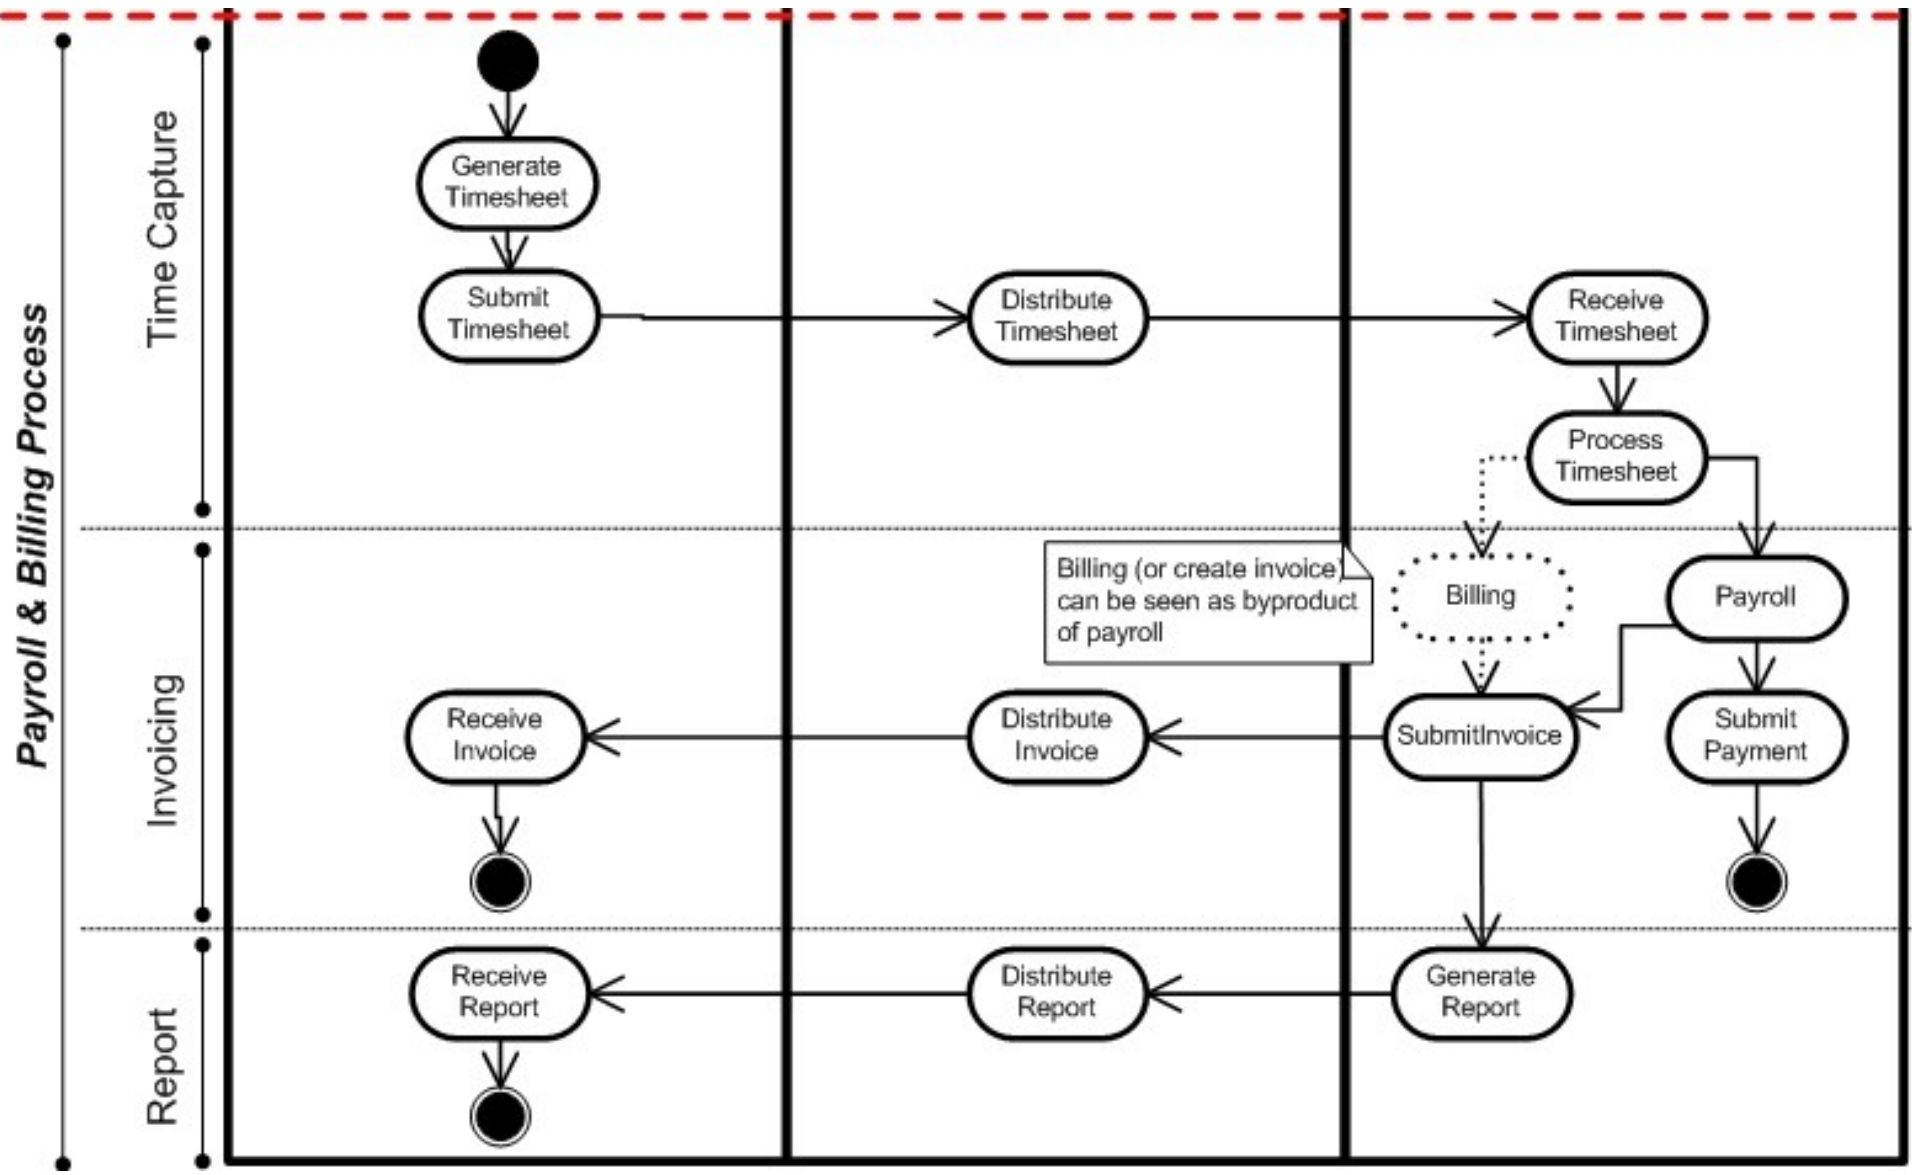 Payroll & Billing Process
Time Capture
Generate
Timesheet
Submit
Timesheet
Distribute
Timesheet
Receive
Timesheet
Process
Timesheet
Invoicing
Billing (or create invoice)
can be seen as byproduct
of payroll
Billing
Payroll
Receive
Invoice
Distribute
Invoice
SubmitInvoice
Submit
Payment
Report
Receive
Report
Distribute
Report
Generate
Report